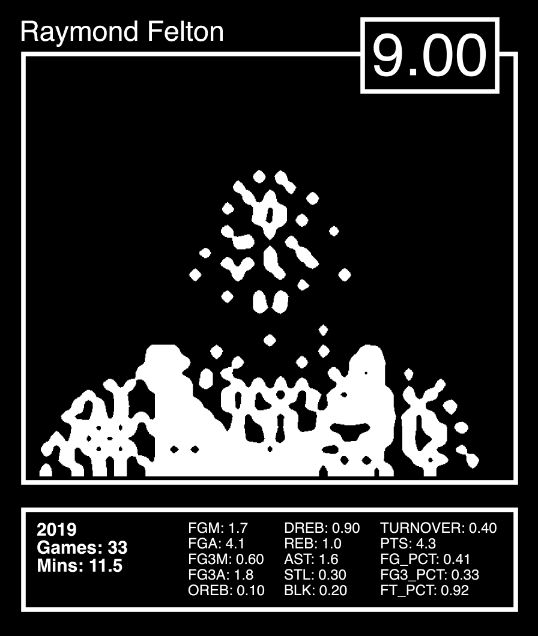 Raymond Felton
9.00
2019
Games: 33
Mins: 11.5
FGM: 1.7
FGA: 4.1
FG3M: 0.60
FG3A: 1.8
OREB: 0.10
DREB: 0.90
REB: 1.0
AST: 1.6
STL: 0.30
BLK: 0.20
TURNOVER: 0.40
PTS: 4.3
FG_PCT: 0.41
FG3_PCT: 0.33
FT_PCT: 0.92